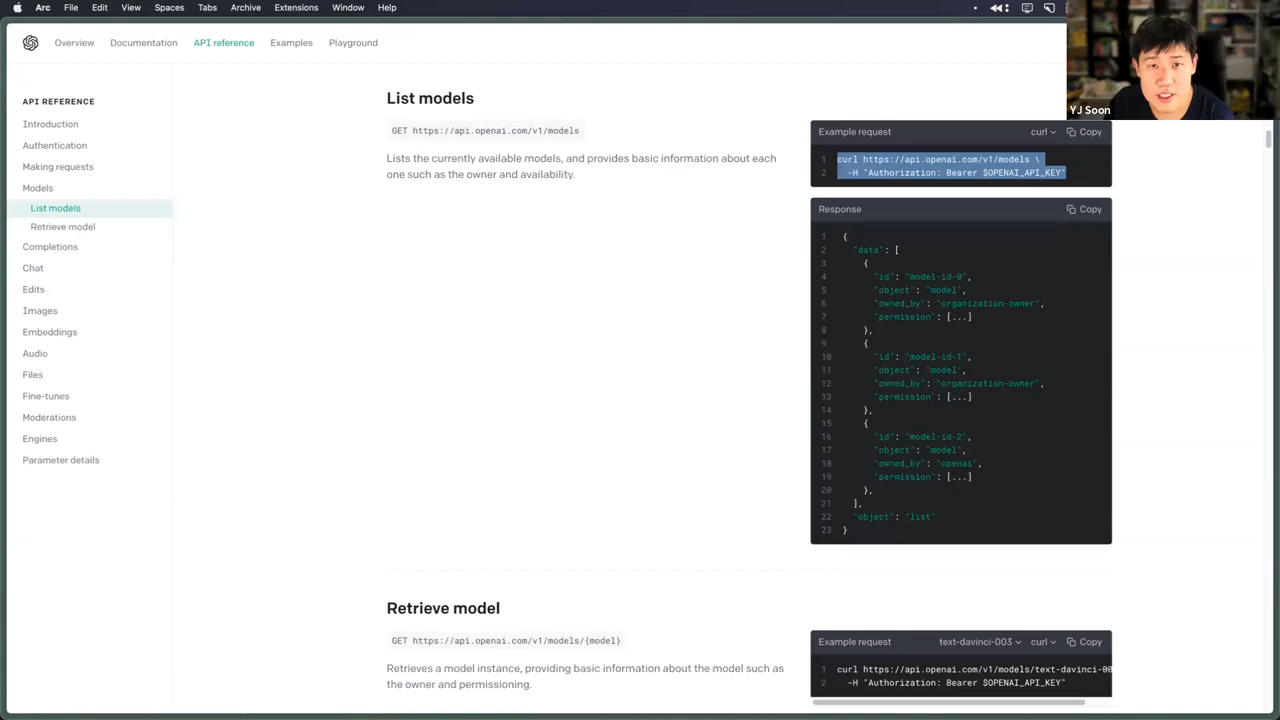 Arc File Edit View Spaces Tabs Archive Extensions Window Help
Overview Documentation API reference Examples Playground
YJ Soon
API REFERENCE
Introduction
Authentication
Making requests
Models
List models
Retrieve model
Completions
Chat
Edits
Images
Embeddings
Audio
Files
Fine-tunes
Moderations
Engines
Parameter details
List models
GET https://api.openai.com/v1/models
Lists the currently available models, and provides basic information about each
one such as the owner and availability.
Example request curl Copy
1 curl https://api.openai.com/v1/models \
2 -H "Authorization: Bearer $OPENAI_API_KEY"
Response Copy
1 {
2 "data": [
3 {
4 "id": "model-id-0",
5 "object": "model",
6 "owned_by": "organization-owner",
7 "permission": [...]
8 },
9 {
10 "id": "model-id-1",
11 "object": "model",
12 "owned_by": "organization-owner",
13 "permission": [...]
14 },
15 {
16 "id": "model-id-2",
17 "object": "model",
18 "owned_by": "openai",
19 "permission": [...]
20 },
21 ],
22 "object": "list"
23 }
Retrieve model
GET https://api.openai.com/v1/models/{model}
Retrieves a model instance, providing basic information about the model such as
the owner and permissioning.
Example request text-davinci-003 curl Copy
1 curl https://api.openai.com/v1/models/text-davinci-00
2 -H "Authorization: Bearer $OPENAI_API_KEY"